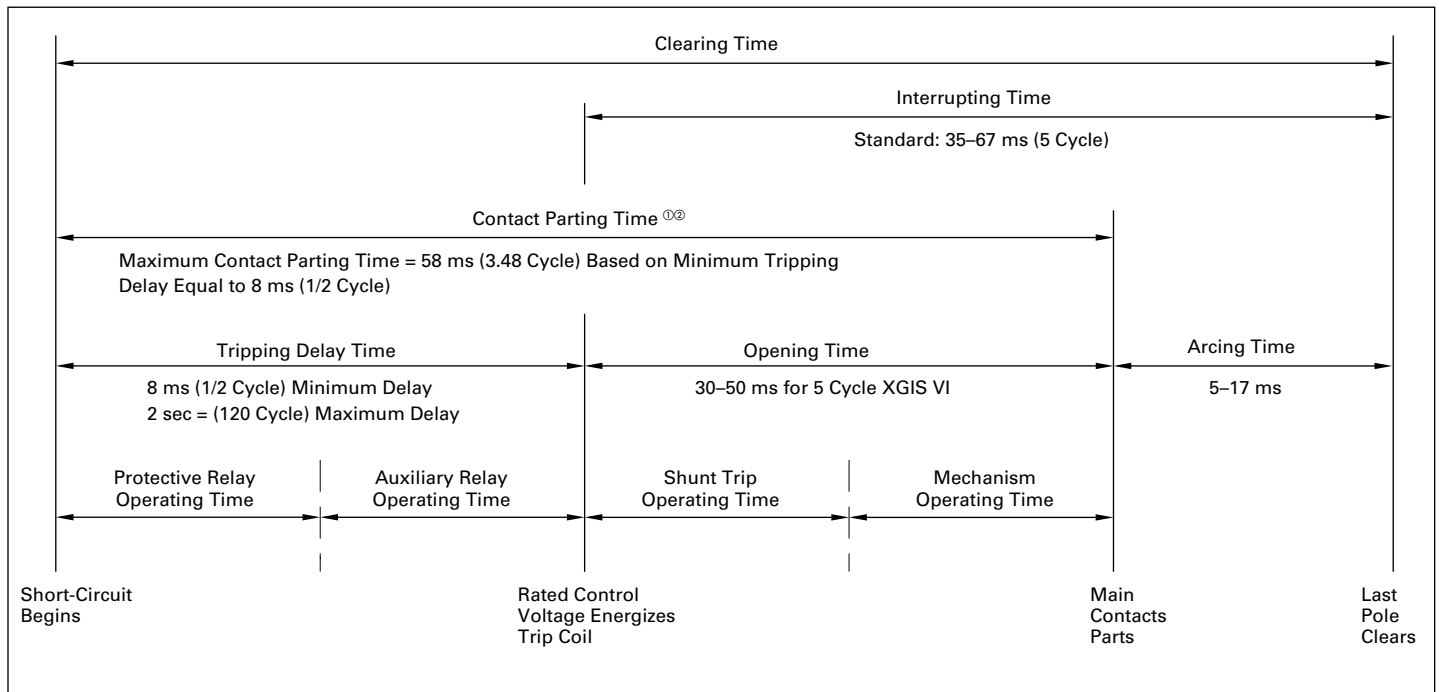 Clearing Time
Interrupting Time
Standard: 35–67 ms (5 Cycle)
Contact Parting Time ①②
Maximum Contact Parting Time = 58 ms (3.48 Cycle) Based on Minimum Tripping
Delay Equal to 8 ms (1/2 Cycle)
Tripping Delay Time
Opening Time
Arcing Time
8 ms (1/2 Cycle) Minimum Delay
2 sec = (120 Cycle) Maximum Delay
30–50 ms for 5 Cycle XGIS VI
5–17 ms
Protective Relay
Operating Time
Auxiliary Relay
Operating Time
Shunt Trip
Operating Time
Mechanism
Operating Time
Short-Circuit
Begins
Rated Control
Voltage Energizes
Trip Coil
Main
Contacts
Parts
Last
Pole
Clears